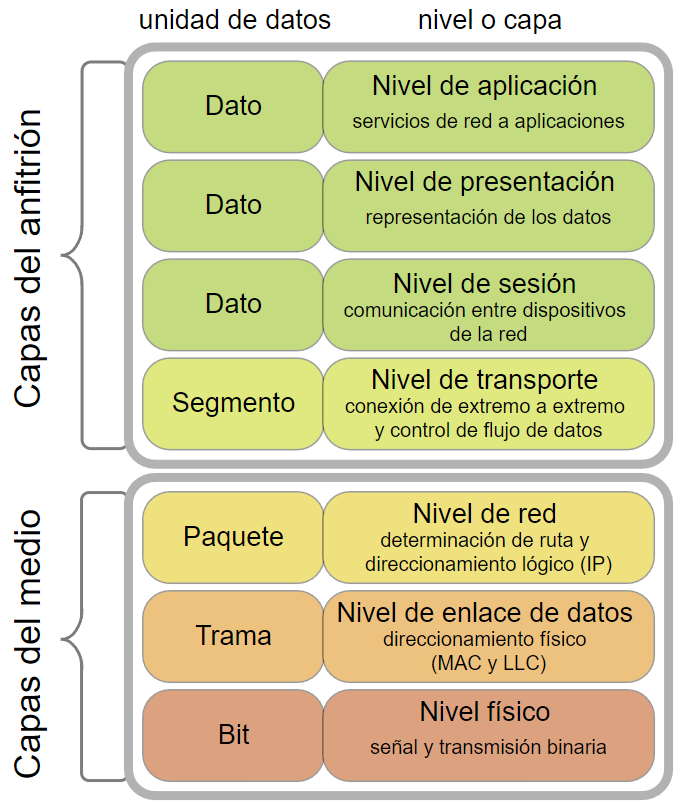 unidad de datos
nivel o capa
Capas del anfitrión
Dato
Nivel de aplicación
servicios de red a aplicaciones
Dato
Nivel de presentación
representación de los datos
Dato
Nivel de sesión
comunicación entre dispositivos
de la red
Segmento
Nivel de transporte
conexión de extremo a extremo
y control de flujo de datos
Capas del medio
Paquete
Nivel de red
determinación de ruta y
direccionamiento lógico (IP)
Trama
Nivel de enlace de datos
direccionamiento físico
(MAC y LLC)
Bit
Nivel físico
señal y transmisión binaria